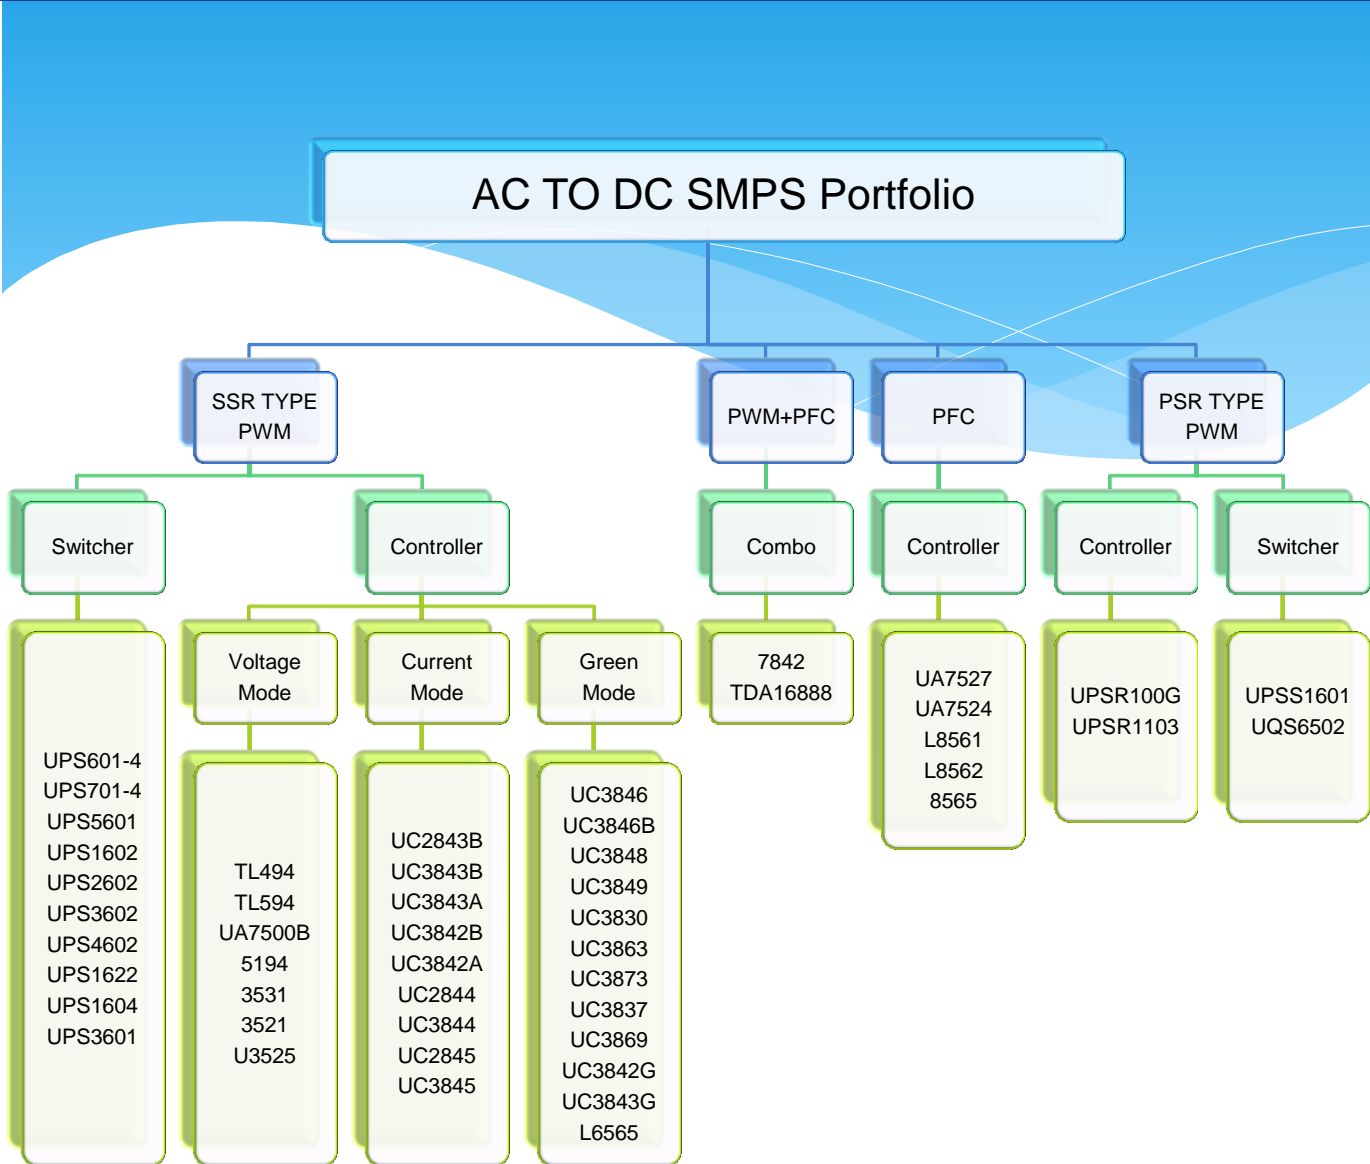 AC TO DC SMPS Portfolio
SSR TYPE
PWM
PWM+PFC
PFC
PSR TYPE
PWM
Switcher
Controller
Combo
Controller
Controller
Switcher
UPS601-4
UPS701-4
UPS5601
UPS1602
UPS2602
UPS3602
UPS4602
UPS1622
UPS1604
UPS3601
Voltage
Mode
TL494
TL594
UA7500B
5194
3531
3521
U3525
Current
Mode
UC2843B
UC3843B
UC3843A
UC3842B
UC3842A
UC2844
UC3844
UC2845
UC3845
Green
Mode
UC3846
UC3846B
UC3848
UC3849
UC3830
UC3863
UC3873
UC3837
UC3869
UC3842G
UC3843G
L6565
7842
TDA16888
UA7527
UA7524
L8561
L8562
8565
UPSR100G
UPSR1103
UPSS1601
UQS6502